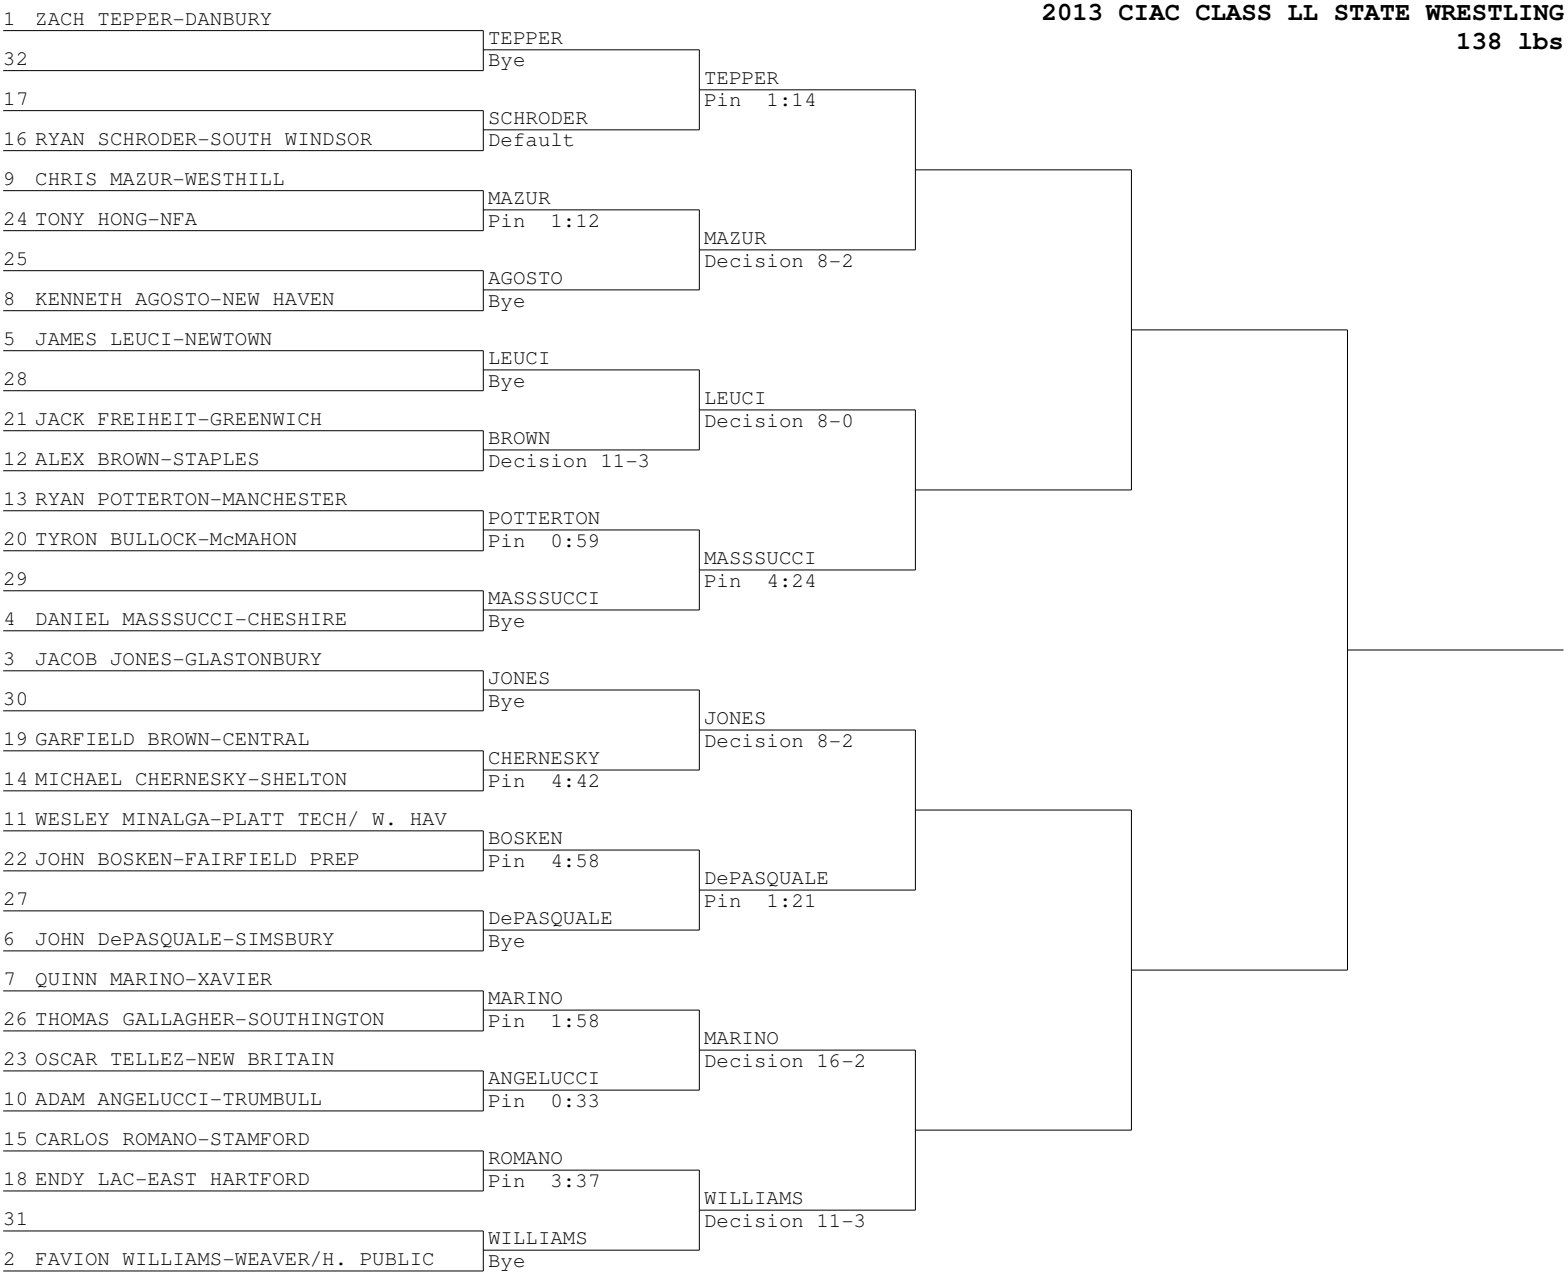 2013 CIAC CLASS LL STATE WRESTLING
138 lbs
1 ZACH TEPPER-DANBURY
32
17
16 RYAN SCHRODER-SOUTH WINDSOR
9 CHRIS MAZUR-WESTHILL
24 TONY HONG-NFA
25
8 KENNETH AGOSTO-NEW HAVEN
5 JAMES LEUCI-NEWTOWN
28
21 JACK FREIHEIT-GREENWICH
12 ALEX BROWN-STAPLES
13 RYAN POTTERTON-MANCHESTER
20 TYRON BULLOCK-McMAHON
29
4 DANIEL MASSSUCCI-CHESHIRE
3 JACOB JONES-GLASTONBURY
30
19 GARFIELD BROWN-CENTRAL
14 MICHAEL CHERNESKY-SHELTON
11 WESLEY MINALGA-PLATT TECH/ W. HAV
22 JOHN BOSKEN-FAIRFIELD PREP
27
6 JOHN DePASQUALE-SIMSBURY
7 QUINN MARINO-XAVIER
26 THOMAS GALLAGHER-SOUTHINGTON
23 OSCAR TELLEZ-NEW BRITAIN
10 ADAM ANGELUCCI-TRUMBULL
15 CARLOS ROMANO-STAMFORD
18 ENDY LAC-EAST HARTFORD
31
2 FAVION WILLIAMS-WEAVER/H. PUBLIC
TEPPER
Bye
SCHRODER
Default
MAZUR
Pin 1:12
AGOSTO
Bye
LEUCI
Bye
BROWN
Decision 11-3
POTTERTON
Pin 0:59
MASSSUCCI
Bye
JONES
Bye
CHERNESKY
Pin 4:42
BOSKEN
Pin 4:58
DePASQUALE
Bye
MARINO
Pin 1:58
ANGELUCCI
Pin 0:33
ROMANO
Pin 3:37
WILLIAMS
Bye
TEPPER
Pin 1:14
MAZUR
Decision 8-2
LEUCI
Decision 8-0
MASSSUCCI
Pin 4:24
JONES
Decision 8-2
DePASQUALE
Pin 1:21
MARINO
Decision 16-2
WILLIAMS
Decision 11-3